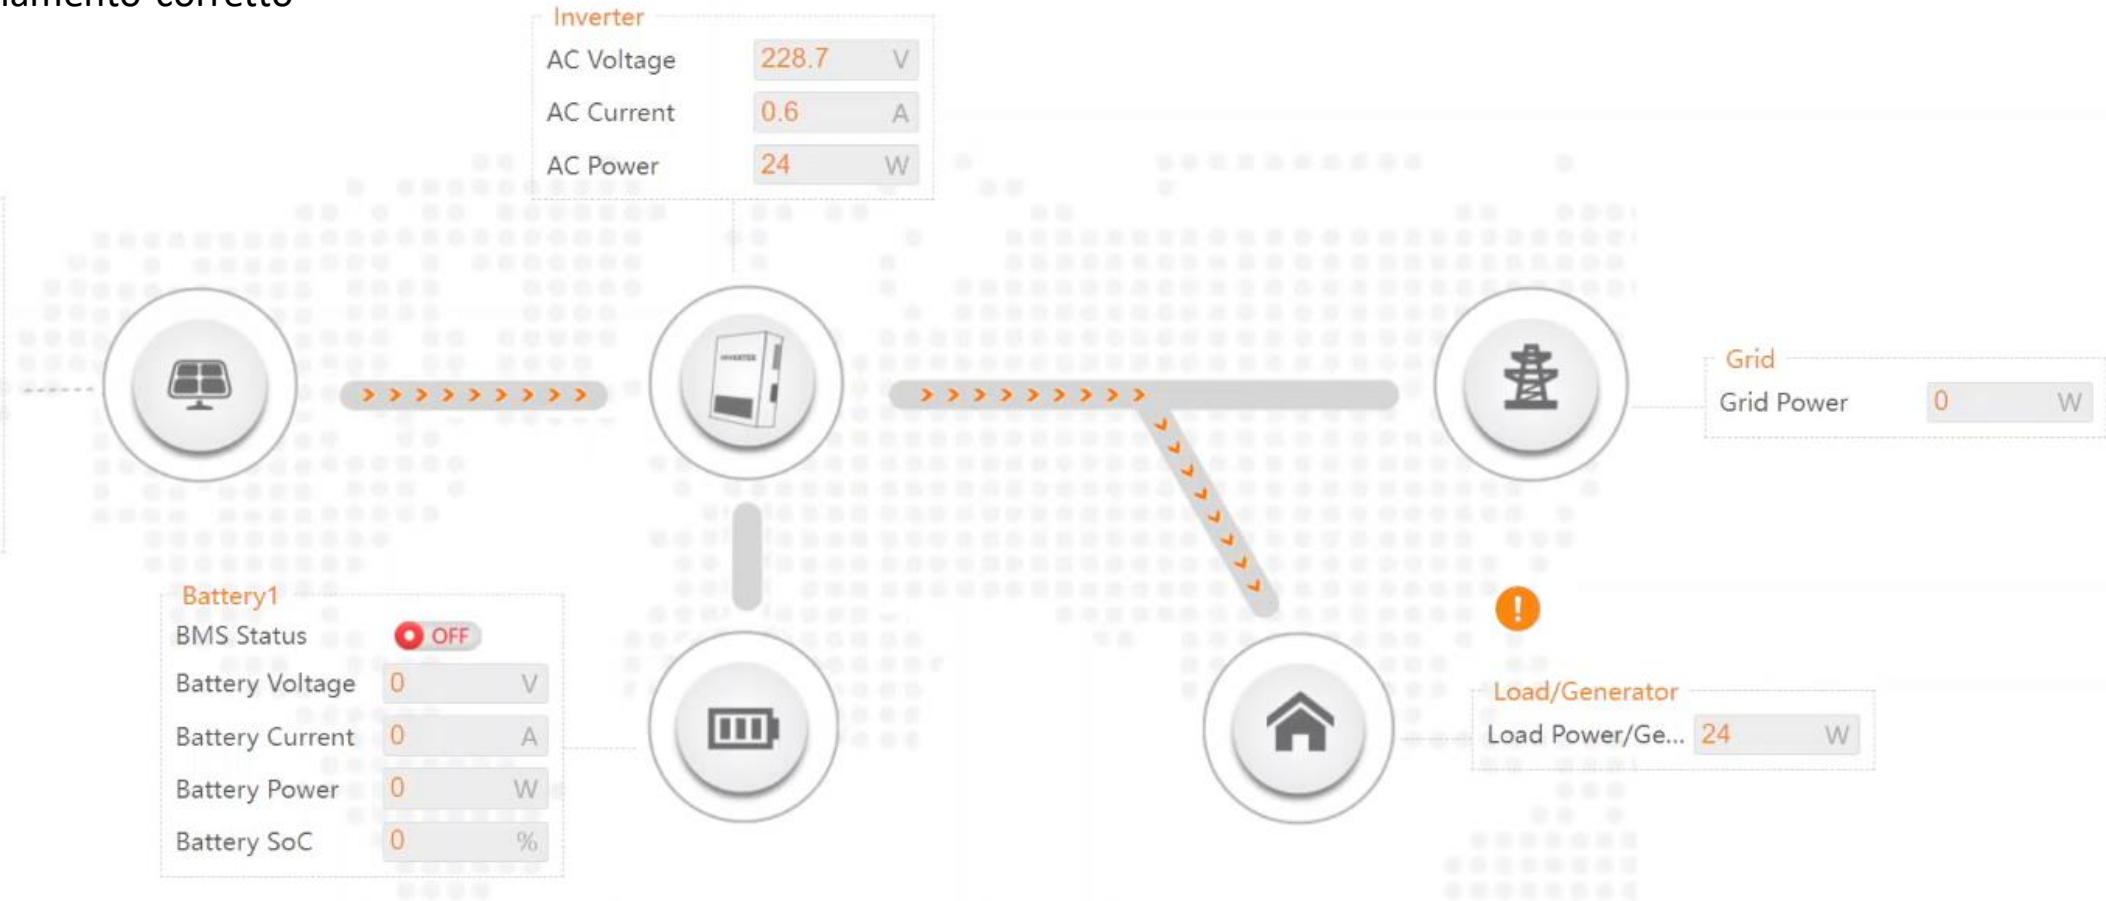 Inverter
AC Voltage 228.7 V
AC Current 0.6 A
AC Power 24 W
INVERTER
Grid
Grid Power 0 W
Battery1
BMS Status OFF
Battery Voltage 0 V
Battery Current 0 A
Battery Power 0 W
Battery SoC 0 %
!
Load/Generator
Load Power/Ge... 24 W